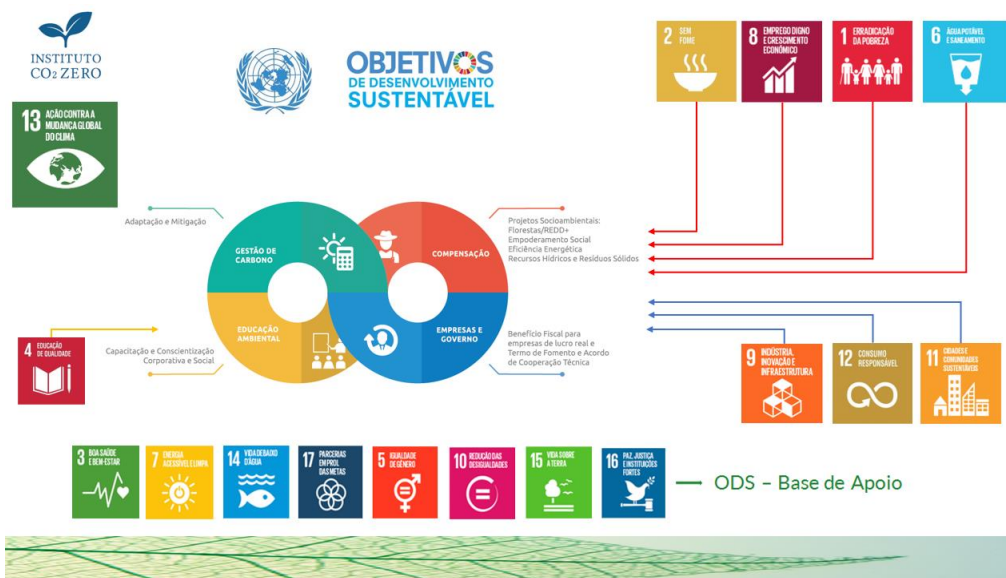 INSTITUTO
CO₂ ZERO
OBJETIVOS
DE DESENVOLVIMENTO
SUSTENTÁVEL
2 SEM
FOME
8 EMPREGO DIGNO
E CRESCIMENTO
ECONÔMICO
1 ERRADICAÇÃO
DA POBREZA
6 ÁGUA POTÁVEL
E SANEAMENTO
13 AÇÃO CONTRA A
MUDANÇA GLOBAL
DO CLIMA
Adaptação e Mitigação
GESTÃO DE
CARBONO
COMPENSAÇÃO
Projetos Socioambientais:
Florestas/REDD+
Empoderamento Social
Eficiência Energética
Recursos Hídricos e Resíduos Sólidos
4 EDUCAÇÃO
DE QUALIDADE
Capacitação e Conscientização
Corporativa e Social
EDUCAÇÃO
AMBIENTAL
EMPRESAS E
GOVERNO
Benefício Fiscal para
empresas de lucro real e
Termo de Fomento e Acordo
de Cooperação Técnica
9 INDÚSTRIA,
INOVAÇÃO E
INFRAESTRUTURA
12 CONSUMO
RESPONSÁVEL
11 CIDADES E
COMUNIDADES
SUSTENTÁVEIS
3 BOA SAÚDE
E BEM-ESTAR
7 ENERGIA
ACESSÍVEL E LIMPA
14 VIDA DEBAIXO
D'ÁGUA
17 PARCERIAS
EM PROL
DAS METAS
5 IGUALDADE
DE GÊNERO
10 REDUÇÃO DAS
DESIGUALDADES
15 VIDA SOBRE
A TERRA
16 PAZ, JUSTIÇA
E INSTITUIÇÕES
FORTES
ODS – Base de Apoio